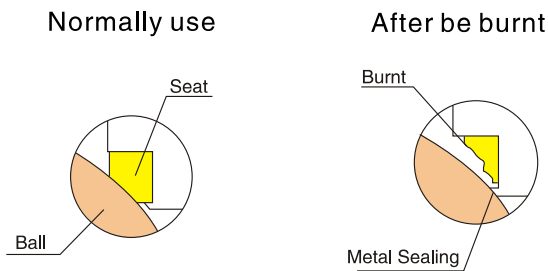 Normally use
Seat
Ball
After be burnt
Burnt
Metal Sealing